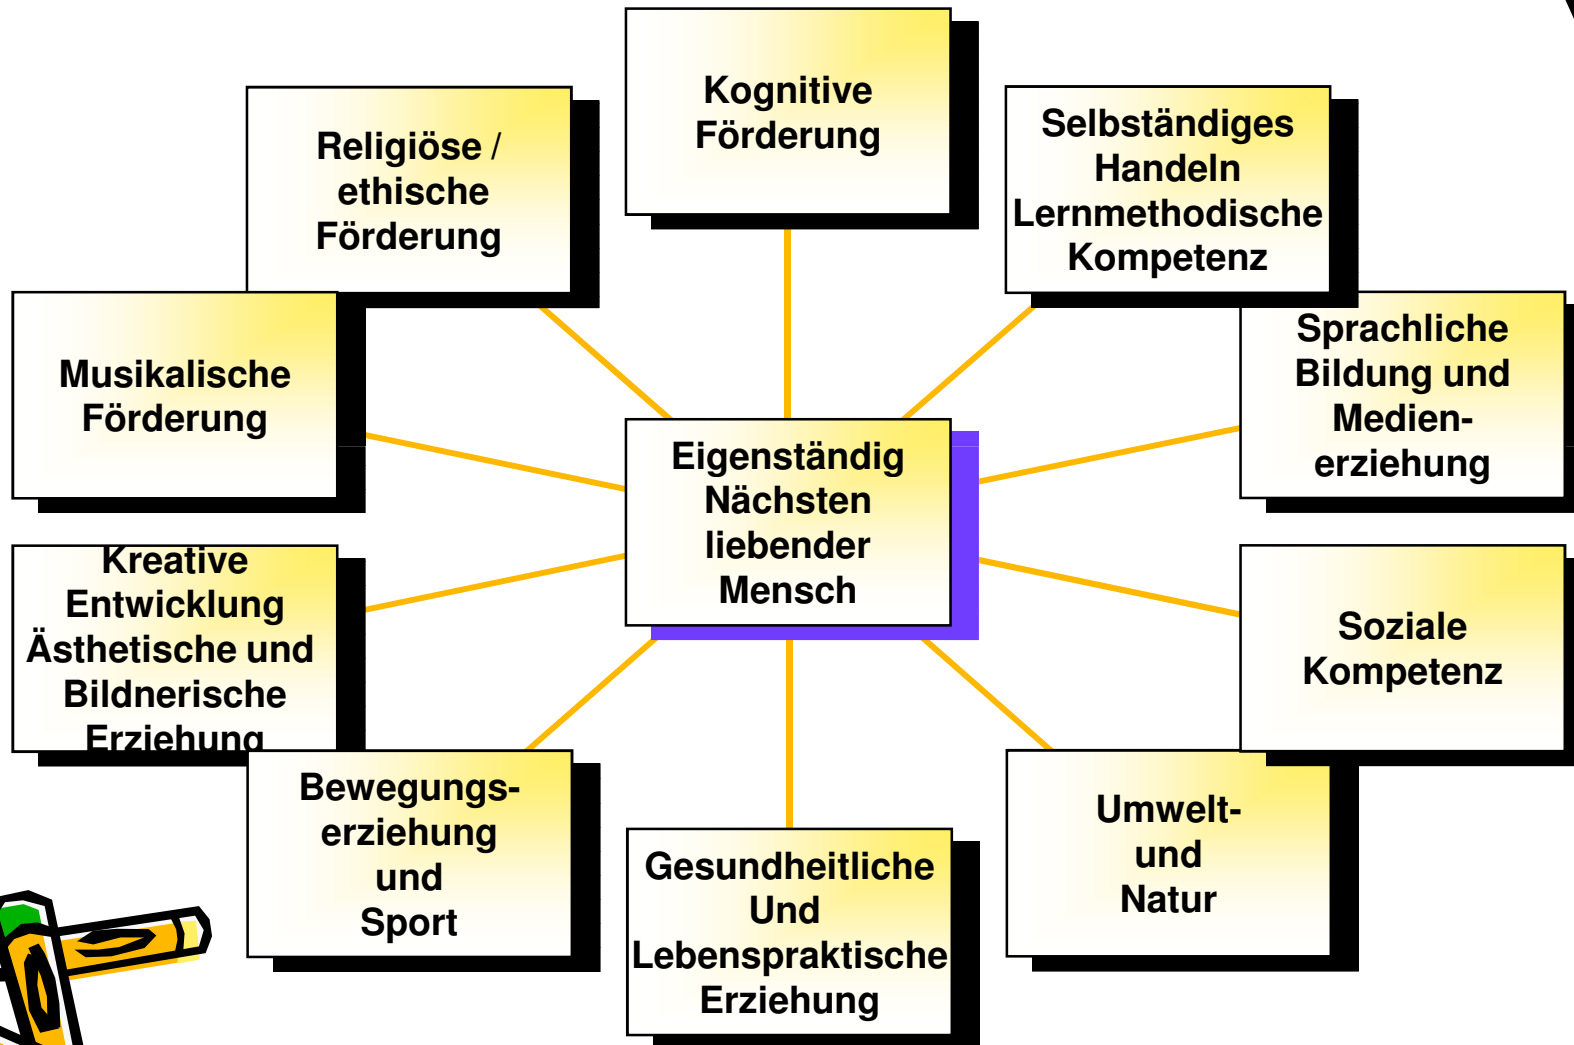 Kognitive
Förderung
Religiöse /
ethische
Förderung
Selbständiges
Handeln
Lernmethodische
Kompetenz
Musikalische
Förderung
Sprachliche
Bildung und
Medien-
erziehung
Eigenständig
Nächsten
liebender
Mensch
Kreative
Entwicklung
Ästhetische und
Bildnerische
Erziehung
Soziale
Kompetenz
Bewegungs-
erziehung
und
Sport
Gesundheitliche
Und
Lebenspraktische
Erziehung
Umwelt-
und
Natur